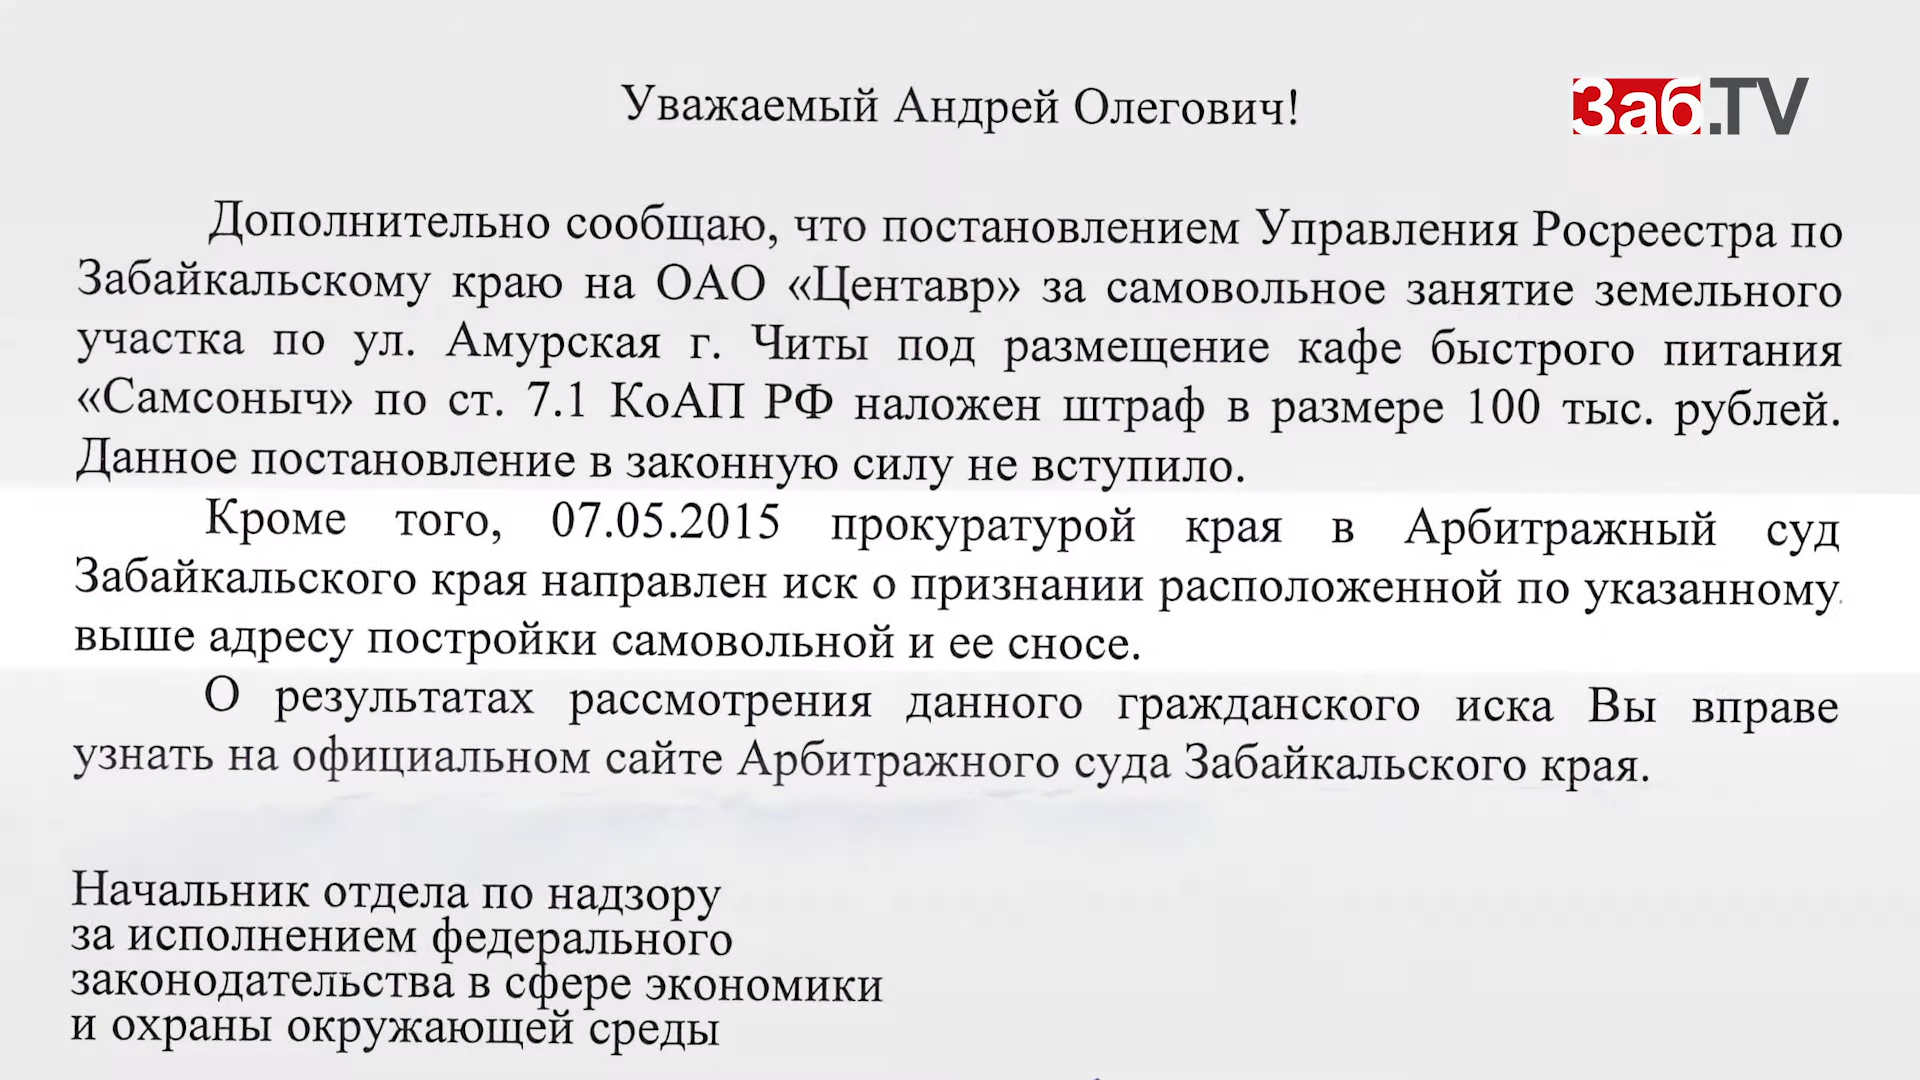 Уважаемый Андрей Олегович!
Заб.TV
Дополнительно сообщаю, что постановлением Управления Росреестра по
Забайкальскому краю на ОАО «Центавр» за самовольное занятие земельного
участка по ул. Амурская г. Читы под размещение кафе быстрого питания
«Самсоныч» по ст. 7.1 КоАП РФ наложен штраф в размере 100 тыс. рублей.
Данное постановление в законную силу не вступило.
Кроме того, 07.05.2015 прокуратурой края в Арбитражный суд
Забайкальского края направлен иск о признании расположенной по указанному
выше адресу постройки самовольной и ее сносе.
О результатах рассмотрения данного гражданского иска Вы вправе
узнать на официальном сайте Арбитражного суда Забайкальского края.
Начальник отдела по надзору
за исполнением федерального
законодательства в сфере экономики
и охраны окружающей среды